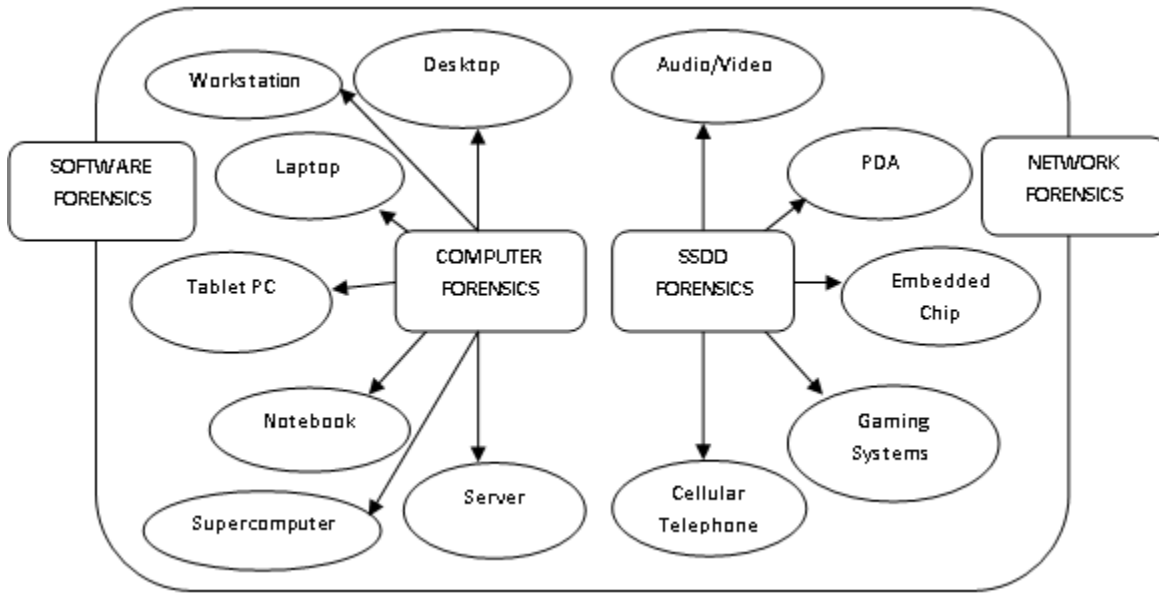 Workstation
Desktop
Audio/Video
SOFTWARE
FORENSICS
Laptop
PDA
NETWORK
FORENSICS
Tablet PC
COMPUTER
FORENSICS
SSDD
FORENSICS
Embedded
Chip
Notebook
Gaming
Systems
Supercomputer
Server
Cellular
Telephone